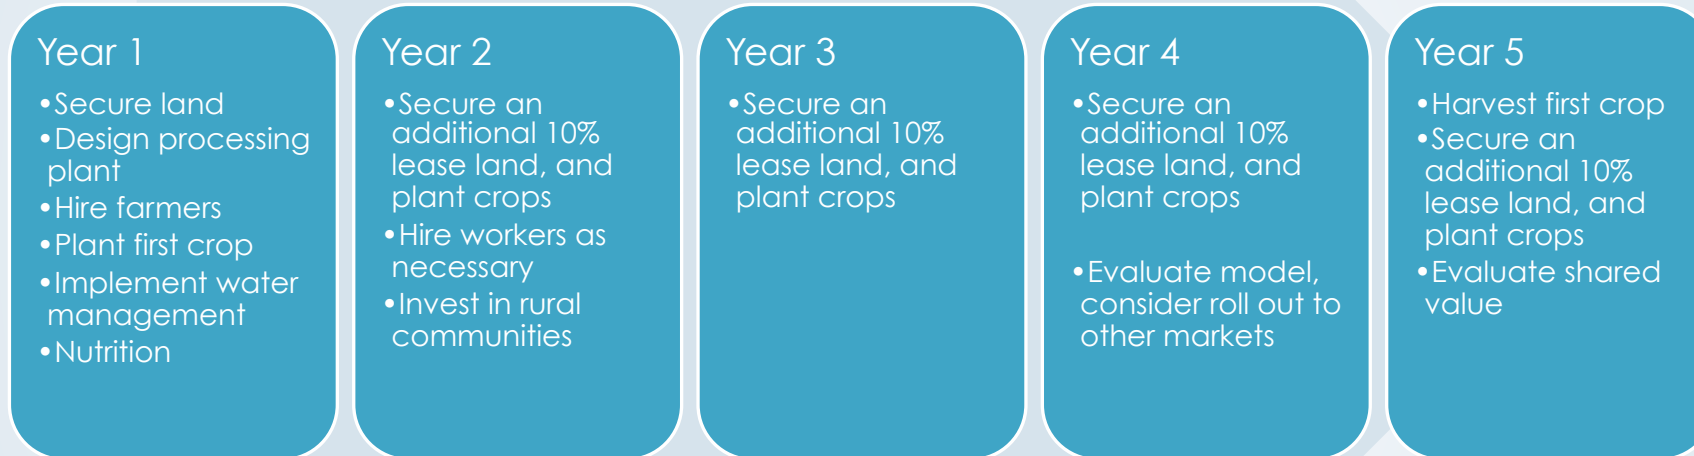 Year 1
•Secure land
•Design processing
plant
•Hire farmers
•Plant first crop
•Implement water
management
•Nutrition
Year 2
•Secure an
additional 10%
lease land, and
plant crops
•Hire workers as
necessary
•Invest in rural
communities
Year 3
•Secure an
additional 10%
lease land, and
plant crops
Year 4
•Secure an
additional 10%
lease land, and
plant crops
•Evaluate model,
consider roll out to
other markets
Year 5
•Harvest first crop
•Secure an
additional 10%
lease land, and
plant crops
•Evaluate shared
value